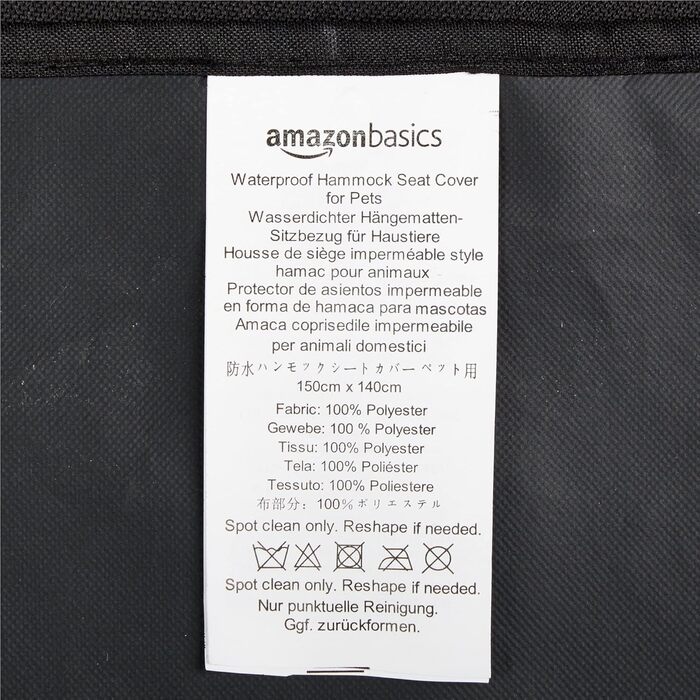 amazonbasics
Waterproof Hammock Seat Cover
for Pets
Wasserdichter Hängematten-
Sitzbezug für Haustiere
Housse de siège imperméable style
hamac pour animaux
Protector de asientos impermeable
en forma de hamaca para mascotas
Amaca coprisedile impermeabile
per animali domestici
防水ハンモックシートカバーペット用
150cm x 140cm
Fabric: 100% Polyester
Gewebe: 100 % Polyester
Tissu: 100% Polyester
Tela: 100% Poliéster
Tessuto: 100% Poliestere
布部分: 100%ポリエステル
Spot clean only. Reshape if needed.
Spot clean only. Reshape if needed.
Nur punktuelle Reinigung.
Ggf. zurückformen.